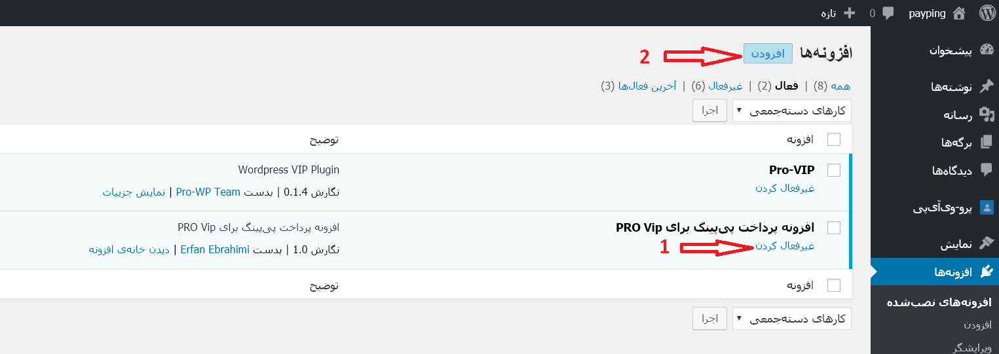 payping 0 تازه
پیشخوان
نوشته‌ها
رسانه
برگه‌ها
دیدگاه‌ها
پرو-وی‌آی‌پی
نمایش
افزونه‌ها
افزونه‌های نصب‌شده
افزودن
ویرایشگر
افزونه‌ها افزودن 2
همه (8) | فعال (2) | غیرفعال (6) | آخرین فعال‌ها (3)
کارهای دسته‌جمعی اجرا
افزونه توضیح
Pro-VIP
غیرفعال کردن
Wordpress VIP Plugin
نگارش 0.1.4 | بدست Pro-WP Team | نمایش جزییات
افزونه پرداخت پی‌پینگ برای PRO Vip
غیرفعال کردن 1
افزونه پرداخت پی‌پینگ برای PRO Vip
نگارش 1.0 | بدست Erfan Ebrahimi | دیدن خانه‌ی افزونه
افزونه توضیح
کارهای دسته‌جمعی اجرا